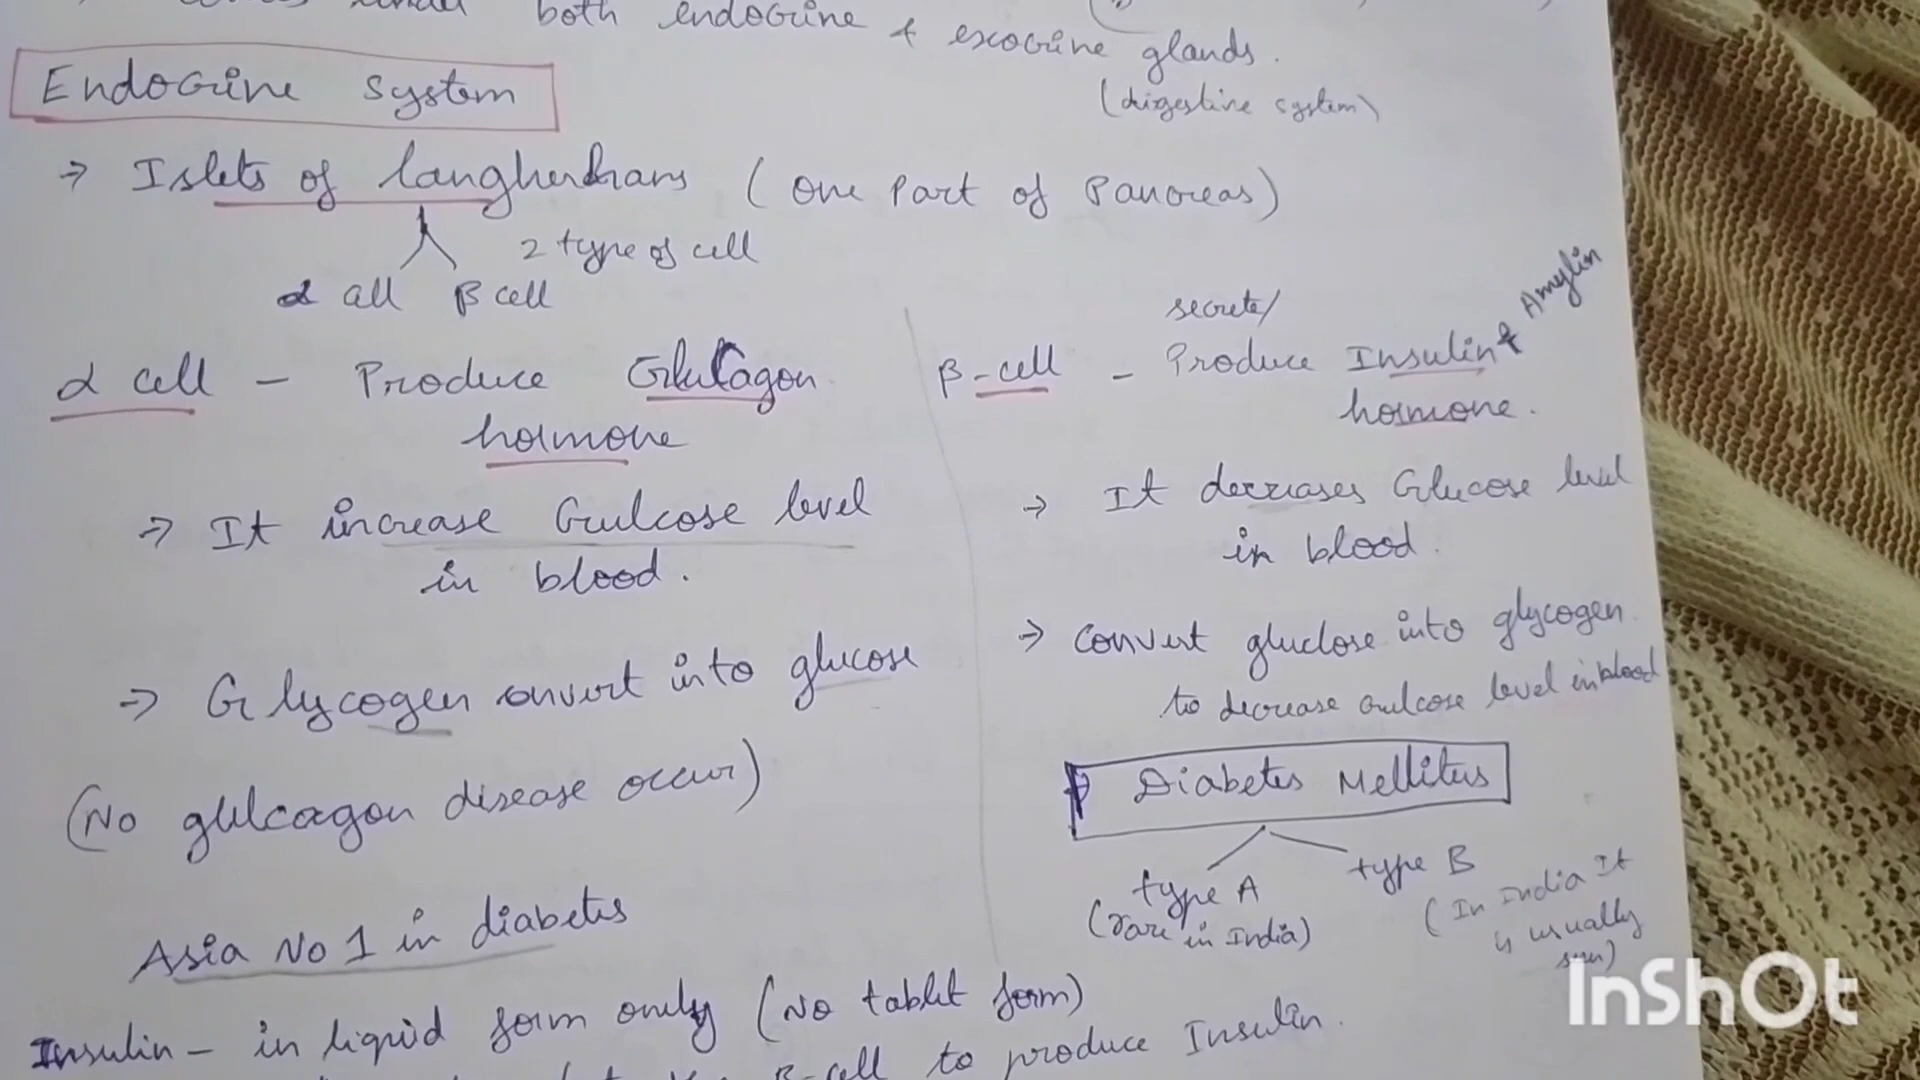 both endocrine & exocrine glands.
(digestive system)
Endocrine System
→ Islets of langherhans (One Part of Pancreas)
2 type of cell
α cell β cell
α cell - Produce Glucagon
hormone
⇒ It increase Gulcose level
in blood.
⇒ Glycogen convert into glucose
(No glulcagon disease occur)
Asia No 1 in diabetes
secrete/
β-cell - Produce Insulin & Amylin
hormone.
→ It decreases Glucose level
in blood.
→ Convert gluclose into glycogen
to decrease Gulcose level in blood
Diabetes Mellitus
type A type B
(rare in India) (In India It
is usually
seen)
Insulin - in liquid form only (No tablet form)
β-cell to produce Insulin.
InShOt